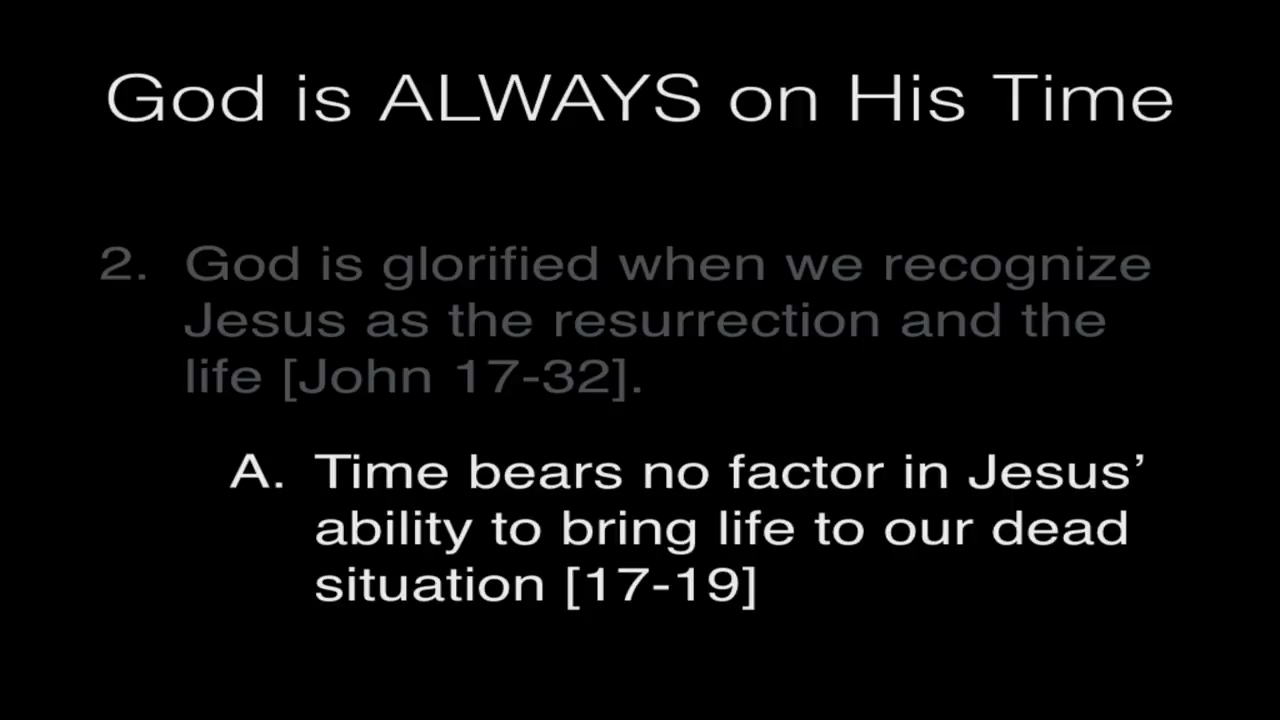 God is ALWAYS on His Time
2. God is glorified when we recognize
Jesus as the resurrection and the
life [John 17-32].
A. Time bears no factor in Jesus’
ability to bring life to our dead
situation [17-19]